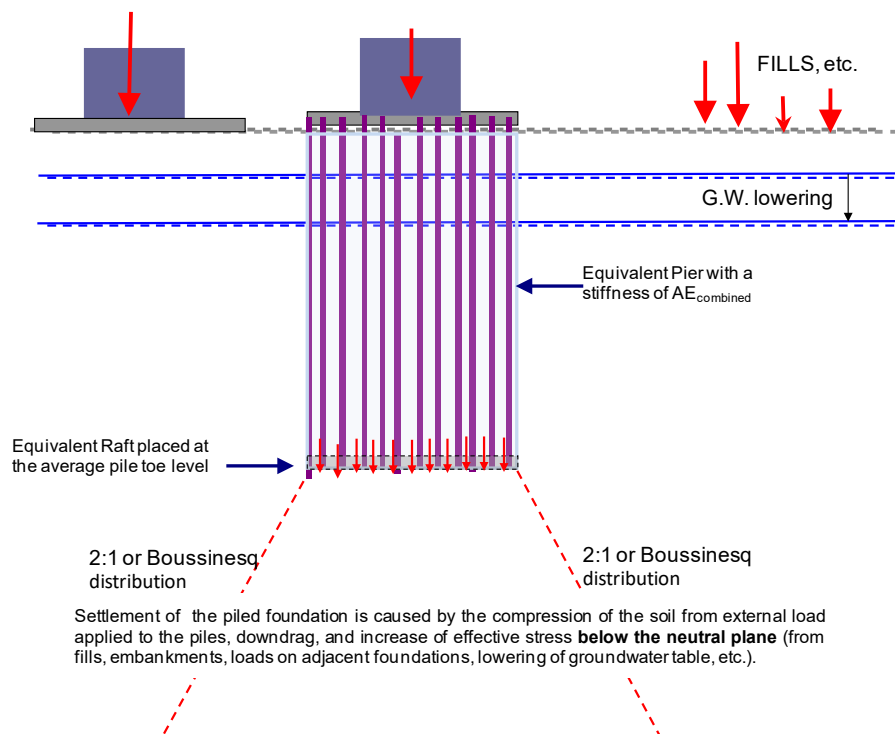 FILLS, etc.
G.W. lowering
Equivalent Pier with a
stiffness of AEcombined
Equivalent Raft placed at
the average pile toe level
2:1 or Boussinesq
distribution
2:1 or Boussinesq
distribution
Settlement of the piled foundation is caused by the compression of the soil from external load
applied to the piles, downdrag, and increase of effective stress below the neutral plane (from
fills, embankments, loads on adjacent foundations, lowering of groundwater table, etc.).